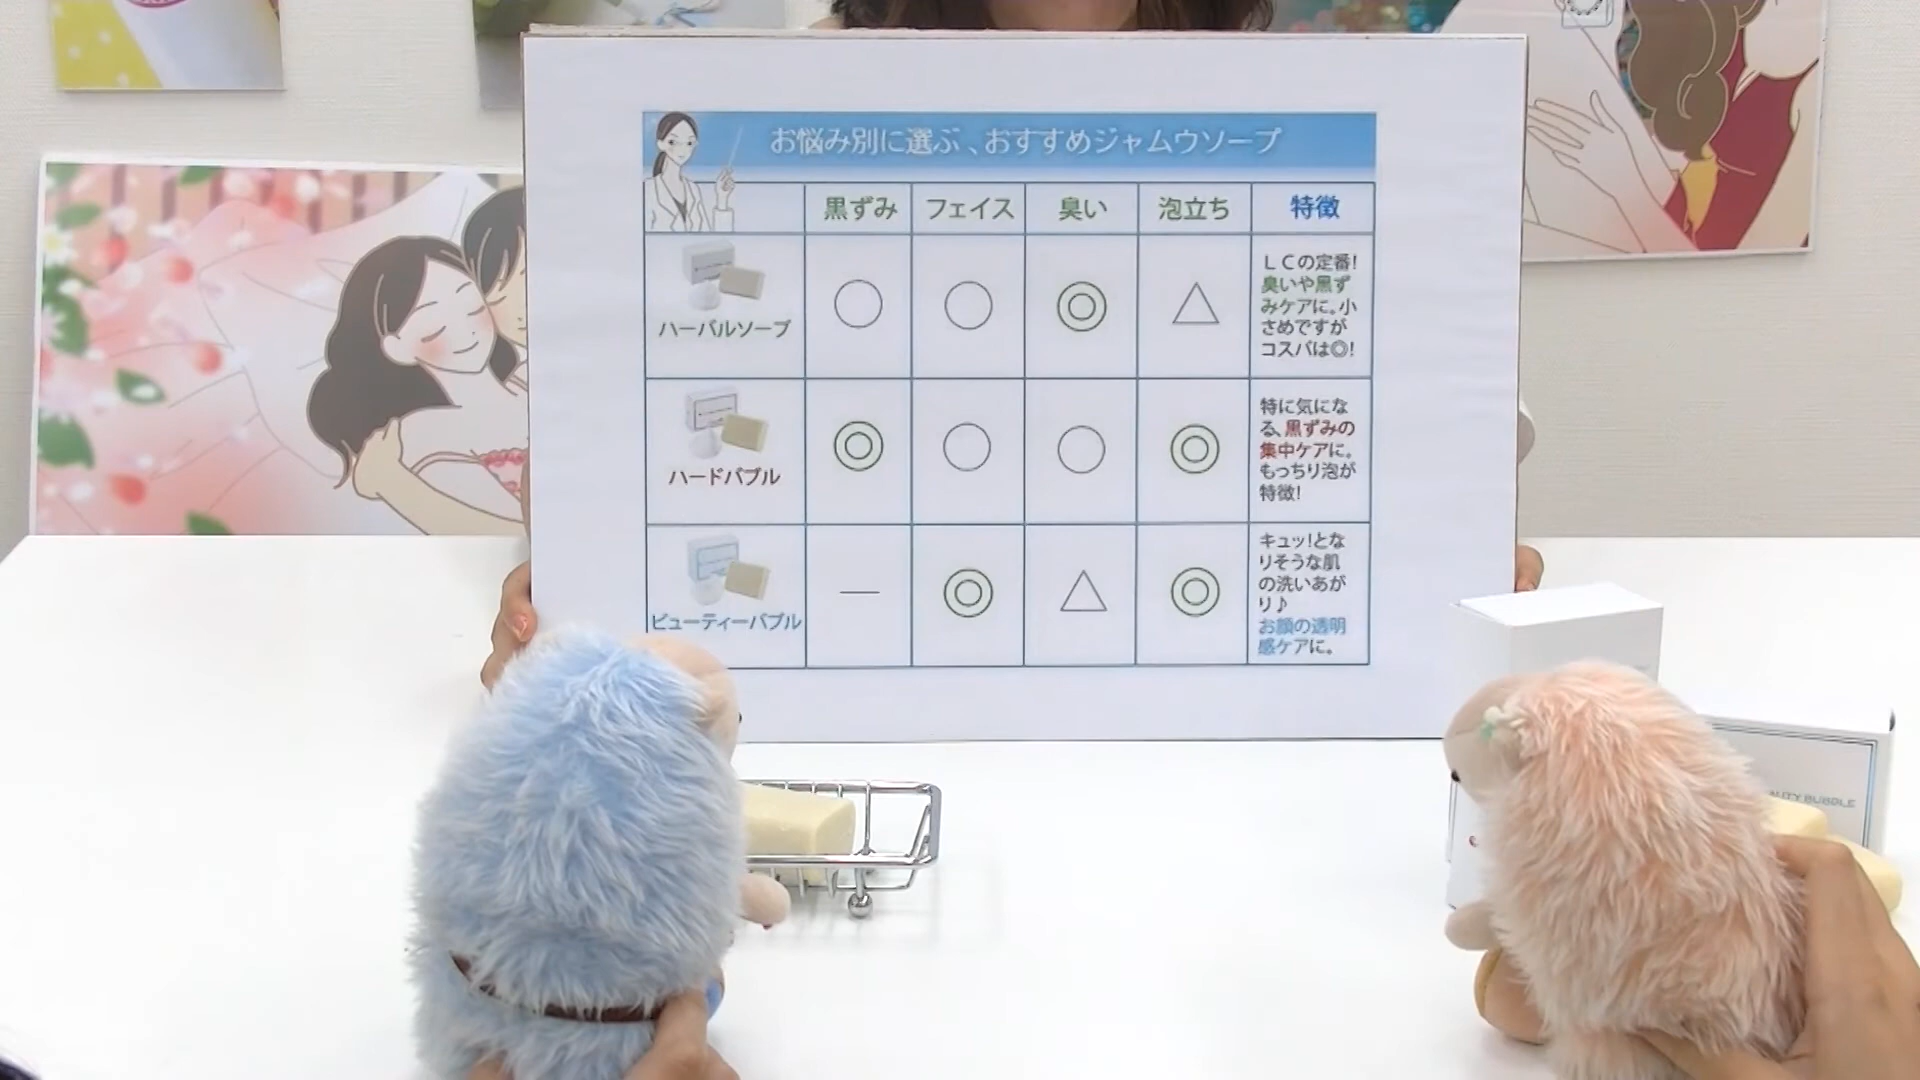 お悩み別に選ぶ、おすすめジャムウソープ
黒ずみ フェイス 臭い 泡立ち 特徴
ハーバルソープ ○ ○ ◎ △
LCの定番!
臭いや黒ず
みケアに。小
さめですが
コスパは◎!
ハードバブル ◎ ○ ○ ◎
特に気にな
る、黒ずみの
集中ケアに。
もっちり泡が
特徴!
ビューティーバブル — ◎ △ ◎
キュッ!とな
りそうな肌
の洗いあが
り♪
お顔の透明
感ケアに。
BUBBLE